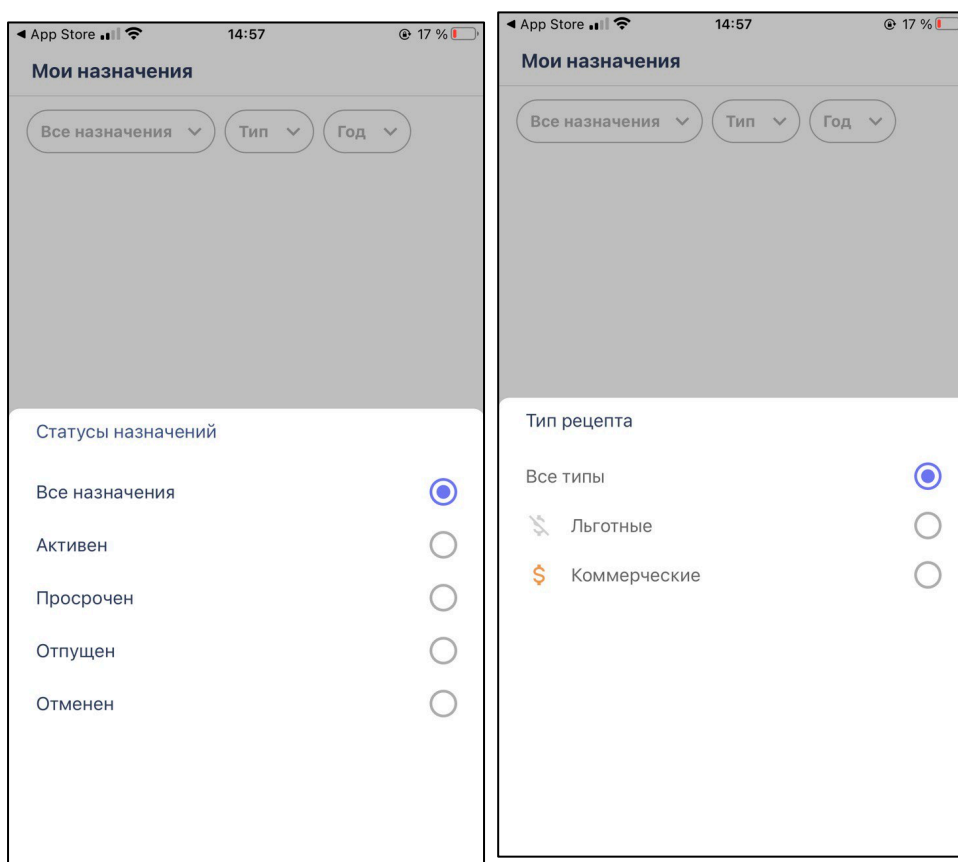 App Store
14:57
17 %
Мои назначения
Все назначения
Тип
Год
Статусы назначений
Все назначения
Активен
Просрочен
Отпущен
Отменен
App Store
14:57
17 %
Мои назначения
Все назначения
Тип
Год
Тип рецепта
Все типы
Льготные
Коммерческие